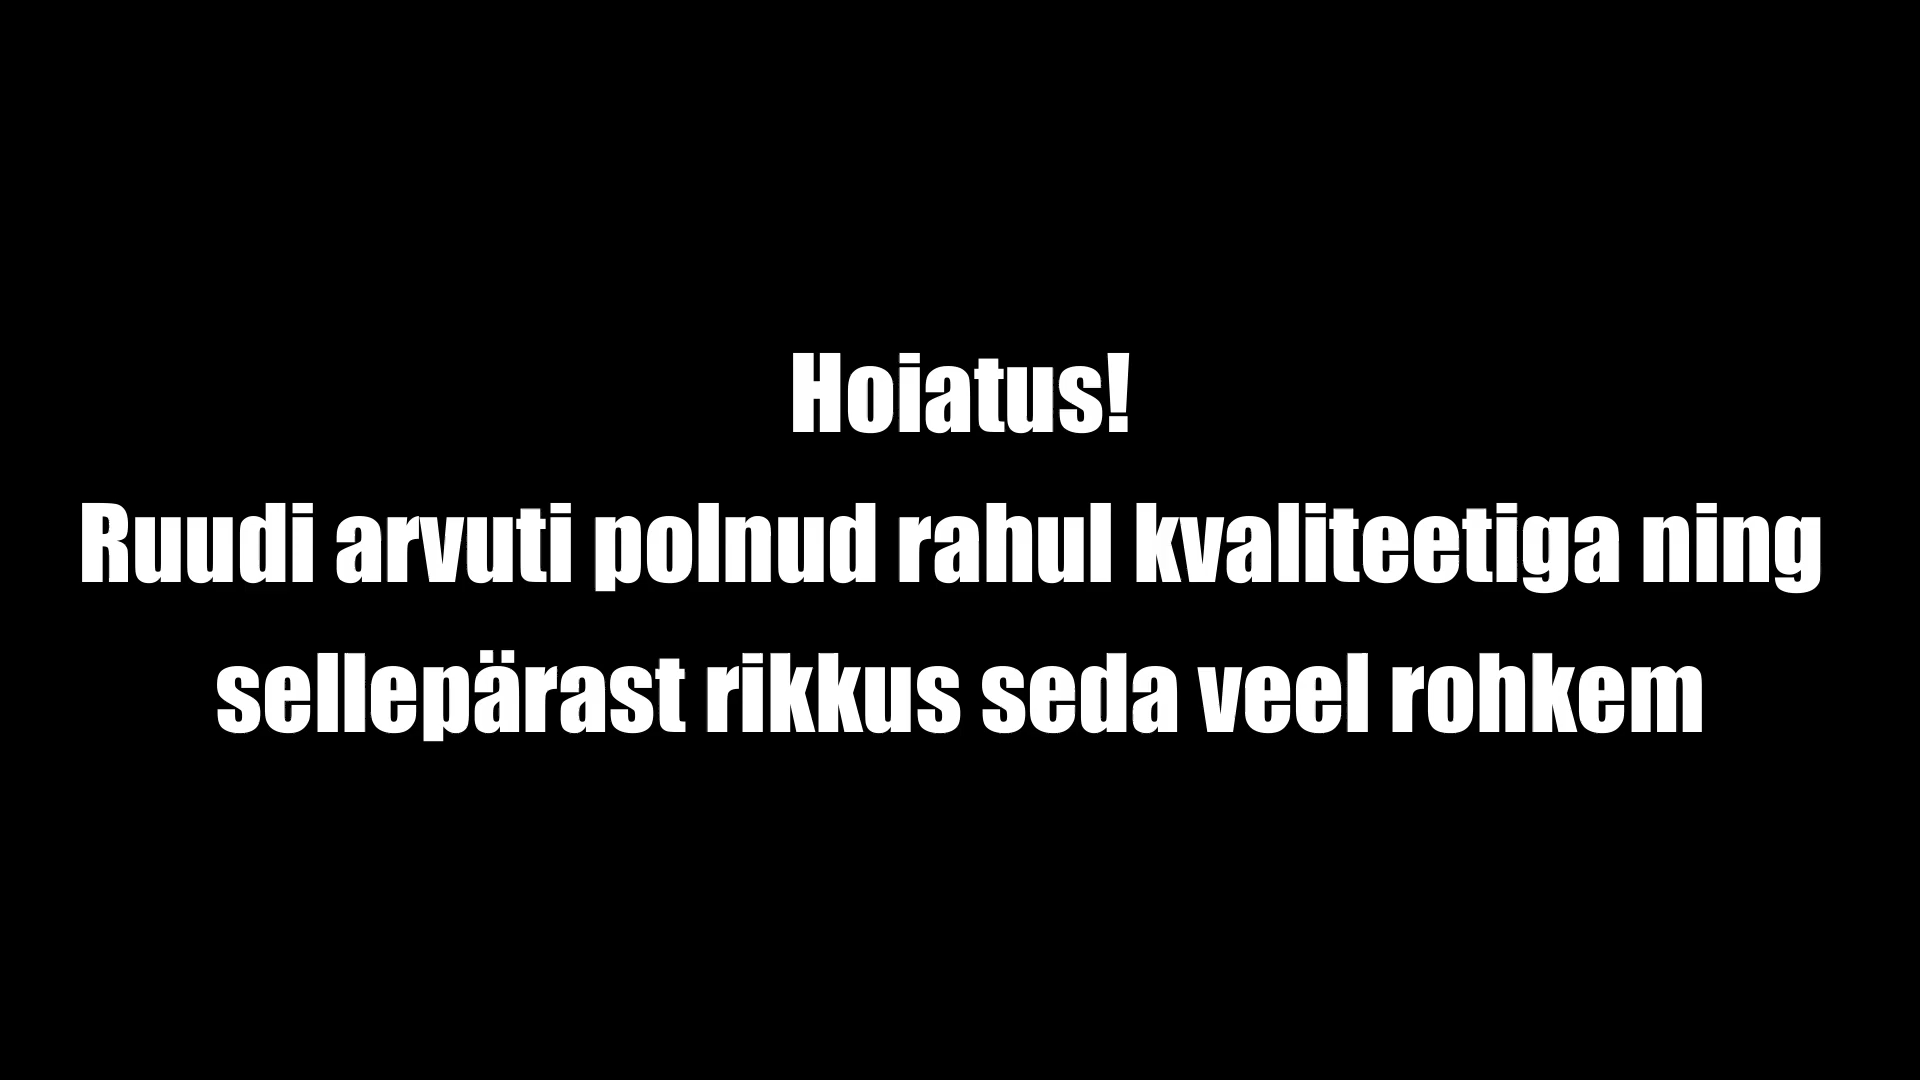 Hoiatus!
Ruudi arvuti polnud rahul kvaliteetiga ning
sellepärast rikkus seda veel rohkem